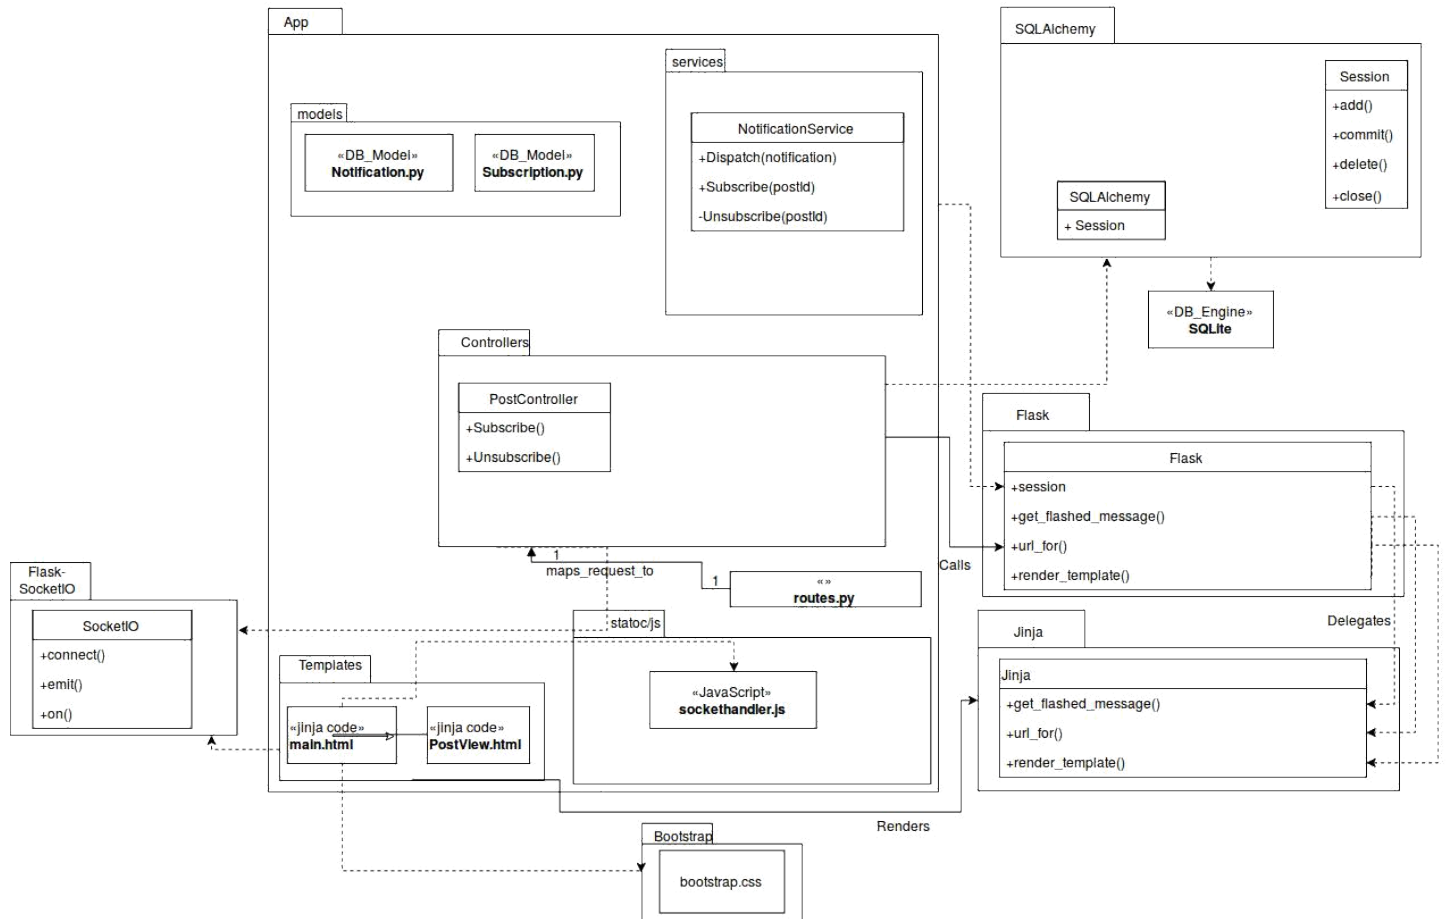 App
SQLAlchemy
services
Session
+add()
+commit()
+delete()
+close()
models
«DB_Model»
Notification.py
«DB_Model»
Subscription.py
NotificationService
+Dispatch(notification)
+Subscribe(postId)
-Unsubscribe(postId)
SQLAlchemy
+ Session
«DB_Engine»
SQLite
Controllers
PostController
+Subscribe()
+Unsubscribe()
Flask
Flask
+session
+get_flashed_message()
+url_for()
+render_template()
Calls
1
maps_request_to
1
« »
routes.py
Flask-
SocketIO
SocketIO
+connect()
+emit()
+on()
statoc/js
«JavaScript»
sockethandler.js
Delegates
Jinja
Jinja
+get_flashed_message()
+url_for()
+render_template()
Templates
«jinja code»
main.html
«jinja code»
PostView.html
Renders
Bootstrap
bootstrap.css